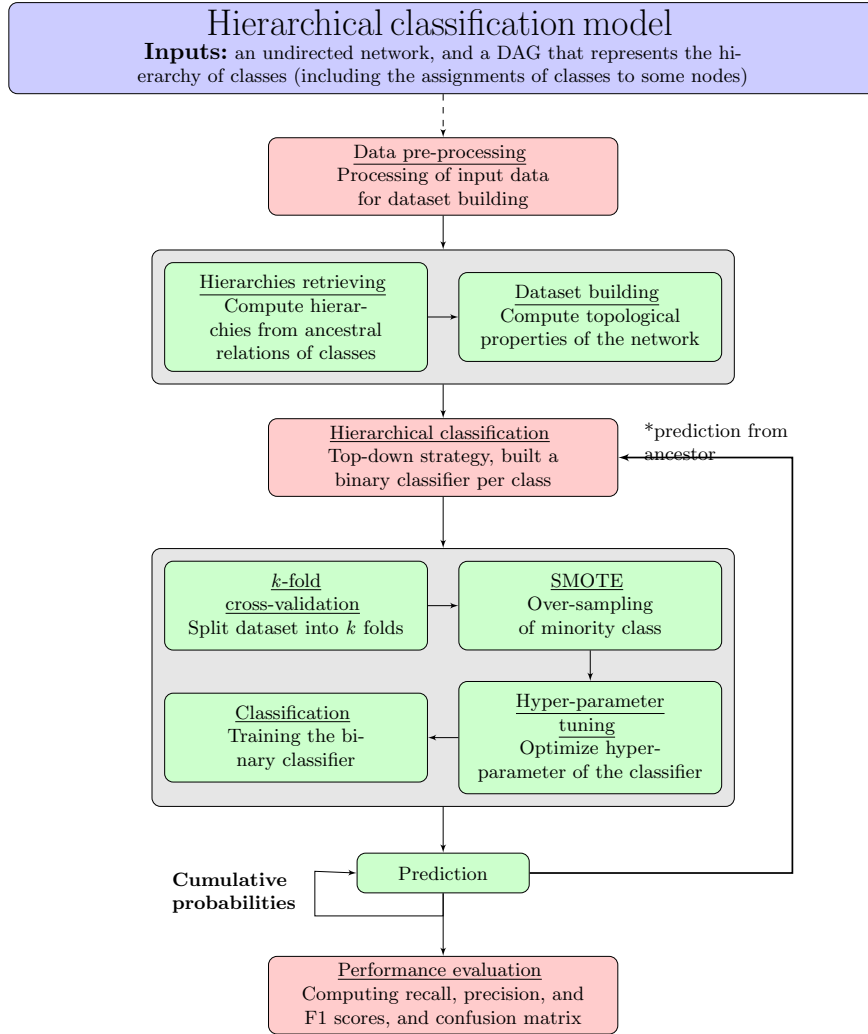 Hierarchical classification model
Inputs: an undirected network, and a DAG that represents the hi-
erarchy of classes (including the assignments of classes to some nodes)
Data pre-processing
Processing of input data
for dataset building
Hierarchies retrieving
Compute hierar-
chies from ancestral
relations of classes
Dataset building
Compute topological
properties of the network
Hierarchical classification
Top-down strategy, built a
binary classifier per class
*prediction from
ancestor
k-fold
cross-validation
Split dataset into k folds
SMOTE
Over-sampling
of minority class
Classification
Training the bi-
nary classifier
Hyper-parameter
tuning
Optimize hyper-
parameter of the classifier
Prediction
Cumulative
probabilities
Performance evaluation
Computing recall, precision, and
F1 scores, and confusion matrix